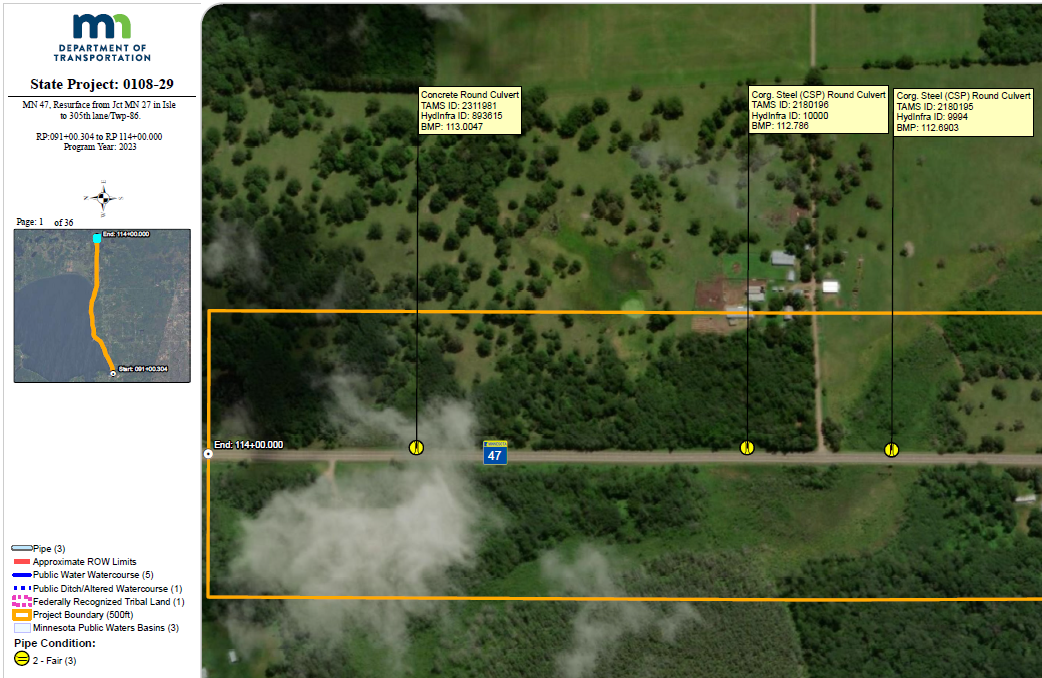 DEPARTMENT OF
TRANSPORTATION
State Project: 0108-29
MN 47, Resurface from Jct MN 27 in Isle
to 305th lane/Twp-86.
RP:091+00.304 to RP 114+00.000
Program Year: 2023
Page: 1 of 36
End: 114+00.000
Start: 091+00.304
Pipe (3)
Approximate ROW Limits
Public Water Watercourse (5)
Public Ditch/Altered Watercourse (1)
Federally Recognized Tribal Land (1)
Project Boundary (500ft)
Minnesota Public Waters Basins (3)
Pipe Condition:
2 - Fair (3)
Concrete Round Culvert
TAMS ID: 2311981
HydInfra ID: 893615
BMP: 113.0047
Corg. Steel (CSP) Round Culvert
TAMS ID: 2180196
HydInfra ID: 10000
BMP: 112.786
Corg. Steel (CSP) Round Culvert
TAMS ID: 2180195
HydInfra ID: 9994
BMP: 112.6903
End: 114+00.000
MINNESOTA
47